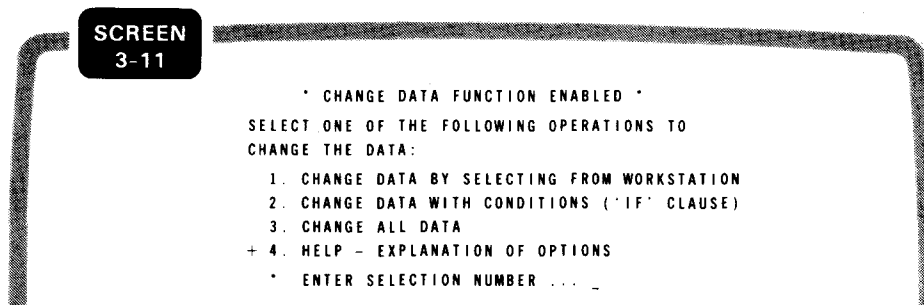 SCREEN
3-11
* CHANGE DATA FUNCTION ENABLED *
SELECT ONE OF THE FOLLOWING OPERATIONS TO
CHANGE THE DATA:
1. CHANGE DATA BY SELECTING FROM WORKSTATION
2. CHANGE DATA WITH CONDITIONS ('IF' CLAUSE)
3. CHANGE ALL DATA
+ 4. HELP - EXPLANATION OF OPTIONS
* ENTER SELECTION NUMBER ... _